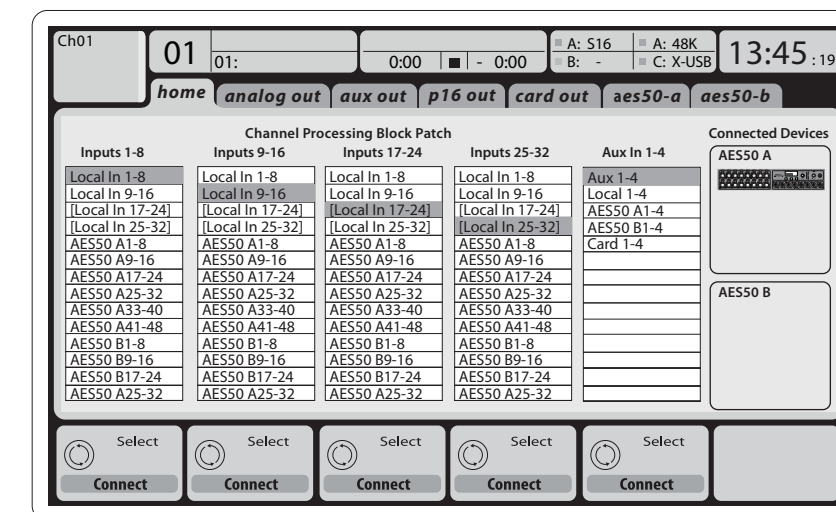 Ch01
01 01:
0:00 - 0:00
A: S16 A: 48K
B: - C: X-USB
13:45 : 19
home analog out aux out p16 out card out aes50-a aes50-b
Channel Processing Block Patch Connected Devices
Inputs 1-8 Inputs 9-16 Inputs 17-24 Inputs 25-32 Aux In 1-4 AES50 A
Local In 1-8 Local In 1-8 Local In 1-8 Local In 1-8 Aux 1-4
Local In 9-16 Local In 9-16 Local In 9-16 Local In 9-16 Local 1-4
[Local In 17-24] [Local In 17-24] [Local In 17-24] [Local In 17-24] AES50 A1-4
[Local In 25-32] [Local In 25-32] [Local In 25-32] [Local In 25-32] AES50 B1-4
AES50 A1-8 AES50 A1-8 AES50 A1-8 AES50 A1-8 Card 1-4
AES50 A9-16 AES50 A9-16 AES50 A9-16 AES50 A9-16
AES50 A17-24 AES50 A17-24 AES50 A17-24 AES50 A17-24
AES50 A25-32 AES50 A25-32 AES50 A25-32 AES50 A25-32 AES50 B
AES50 A33-40 AES50 A33-40 AES50 A33-40 AES50 A33-40
AES50 A41-48 AES50 A41-48 AES50 A41-48 AES50 A41-48
AES50 B1-8 AES50 B1-8 AES50 B1-8 AES50 B1-8
AES50 B9-16 AES50 B9-16 AES50 B9-16 AES50 B9-16
AES50 B17-24 AES50 B17-24 AES50 B17-24 AES50 B17-24
AES50 A25-32 AES50 A25-32 AES50 A25-32 AES50 A25-32
Select Select Select Select Select
Connect Connect Connect Connect Connect